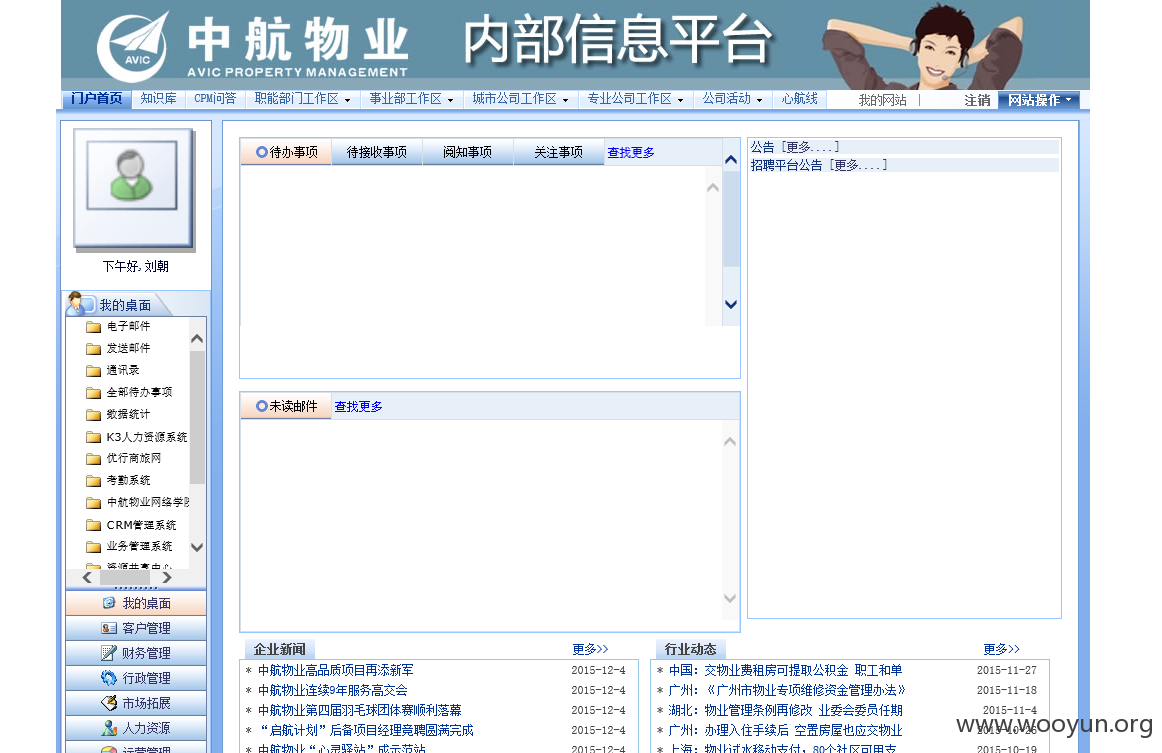 中航物业 内部信息平台
AVIC
AVIC PROPERTY MANAGEMENT
门户首页 知识库 CPM问答 职能部门工作区 事业部工作区 城市公司工作区 专业公司工作区 公司活动 心航线 我的网站 | 注销 网站操作
下午好, 刘朝
我的桌面
电子邮件
发送邮件
通讯录
全部待办事项
数据统计
K3人力资源系统
优行商旅网
考勤系统
中航物业网络学院
CRM管理系统
业务管理系统
资源共享中心
我的桌面
客户管理
财务管理
行政管理
市场拓展
人力资源
运营管理
待办事项 待接收事项 阅知事项 关注事项 查找更多
未读邮件 查找更多
公告 [更多....]
招聘平台公告 [更多....]
企业新闻 更多>>
* 中航物业高品质项目再添新军 2015-12-4
* 中航物业连续9年服务高交会 2015-12-4
* 中航物业第四届羽毛球团体赛顺利落幕 2015-12-4
* “启航计划”后备项目经理竞聘圆满完成 2015-12-4
* 中航物业“心灵驿站”成示范站 2015-12-4
行业动态 更多>>
* 中国：交物业费租房可提取公积金 职工和单 2015-11-27
* 广州：《广州市物业专项维修资金管理办法》 2015-11-18
* 湖北：物业管理条例再修改 业委会委员任期 2015-11-4
* 广州：办理入住手续后 空置房屋也应交物业 2015-10-26
* 上海：物业试水移动支付，80个社区可用支 2015-10-19
www.wooyun.org